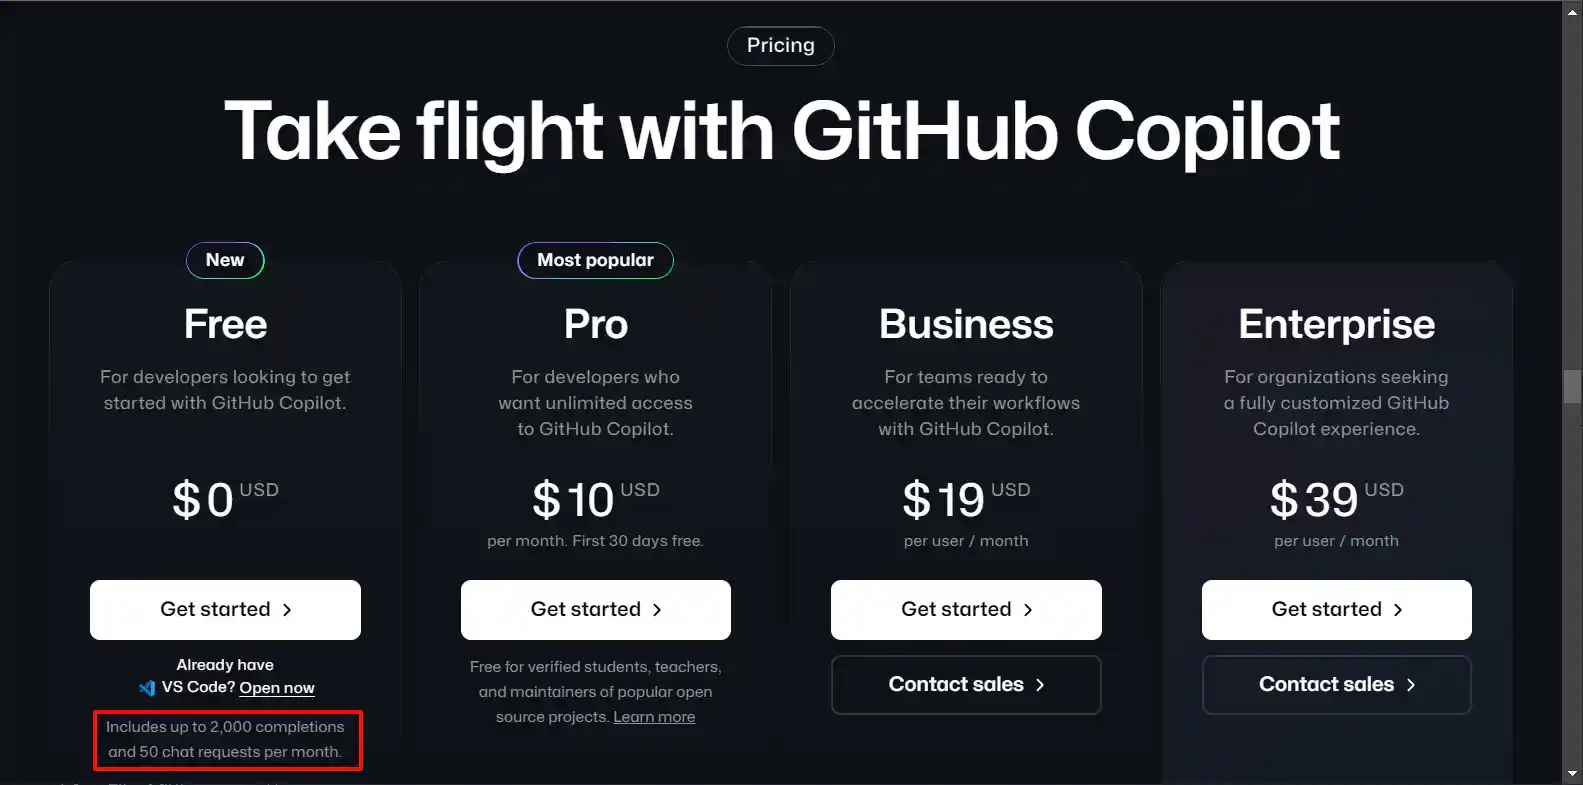 Pricing
Take flight with GitHub Copilot
New
Free
For developers looking to get
started with GitHub Copilot.
$0 USD
Get started
Already have
VS Code? Open now
Includes up to 2,000 completions
and 50 chat requests per month.
Most popular
Pro
For developers who
want unlimited access
to GitHub Copilot.
$10 USD
per month. First 30 days free.
Get started
Free for verified students, teachers,
and maintainers of popular open
source projects. Learn more
Business
For teams ready to
accelerate their workflows
with GitHub Copilot.
$19 USD
per user / month
Get started
Contact sales
Enterprise
For organizations seeking
a fully customized GitHub
Copilot experience.
$39 USD
per user / month
Get started
Contact sales